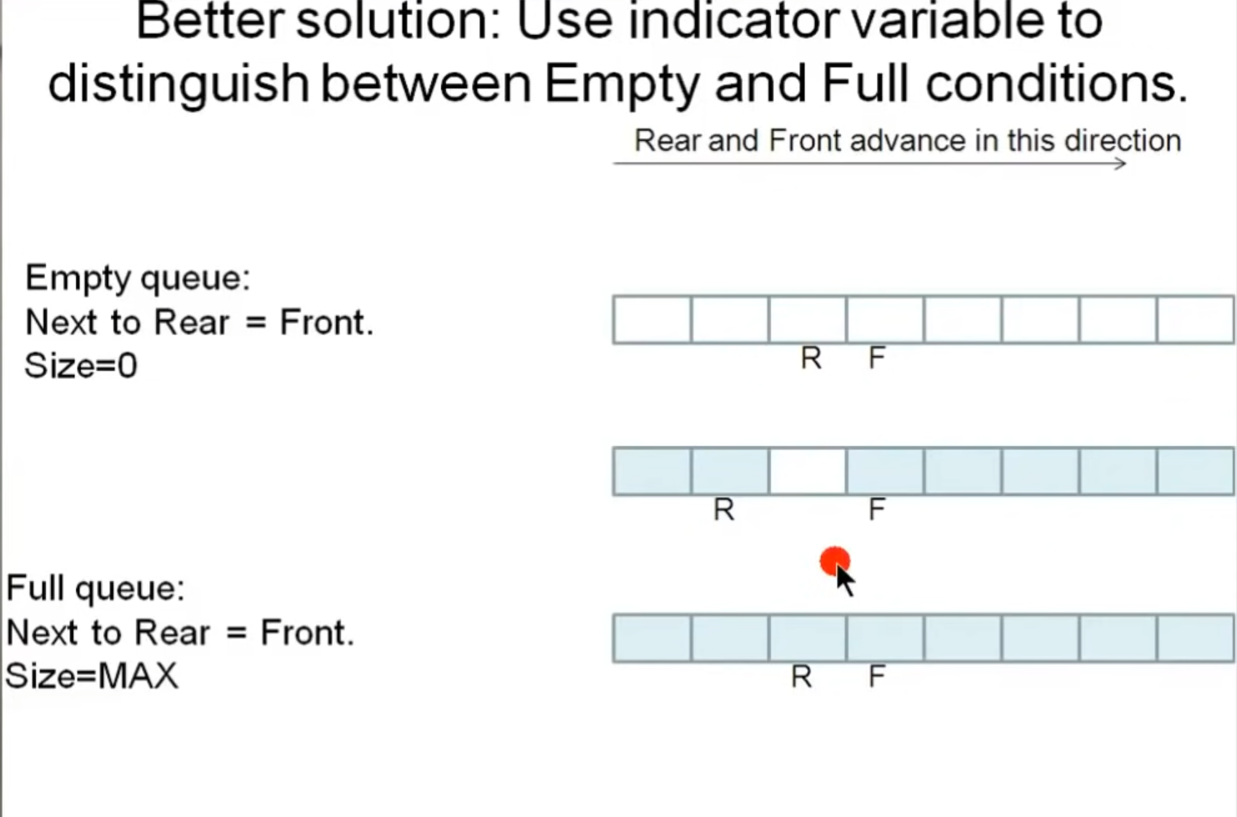 Better solution: Use indicator variable to
distinguish between Empty and Full conditions.
Rear and Front advance in this direction
Empty queue:
Next to Rear = Front.
Size=0
R F
R F
Full queue:
Next to Rear = Front.
Size=MAX
R F